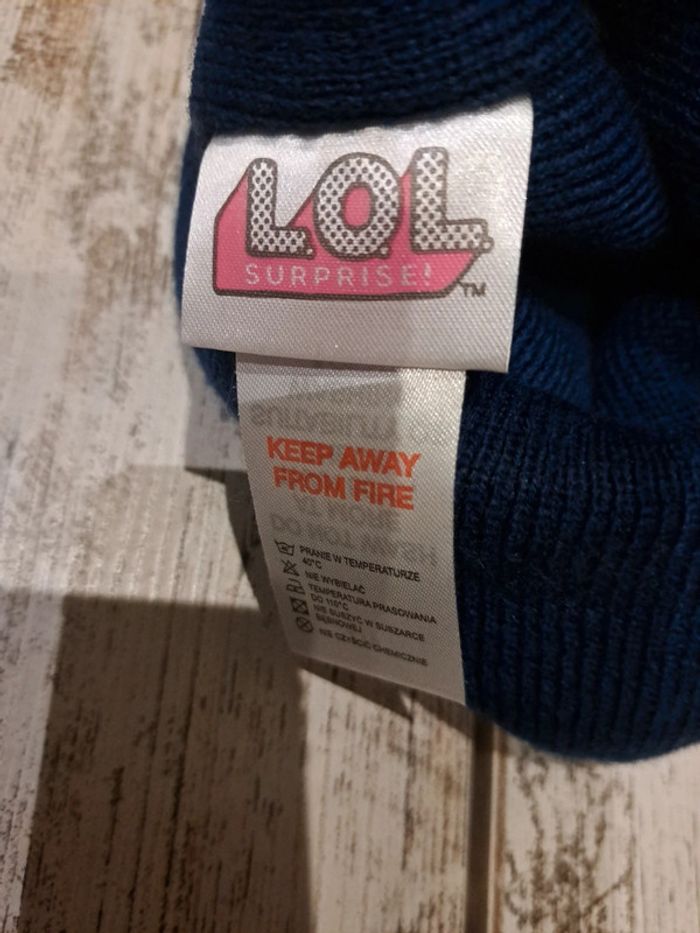 L.O.L.
SURPRISE!
TM
KEEP AWAY
FROM FIRE
PRANIE W TEMPERATURZE
40°C
NIE WYBIELAĆ
TEMPERATURA PRASOWANIA
DO 110°C
NIE SUSZYĆ W SUSZARCE
BĘBNOWEJ
NIE CZYŚCIĆ CHEMICZNIE